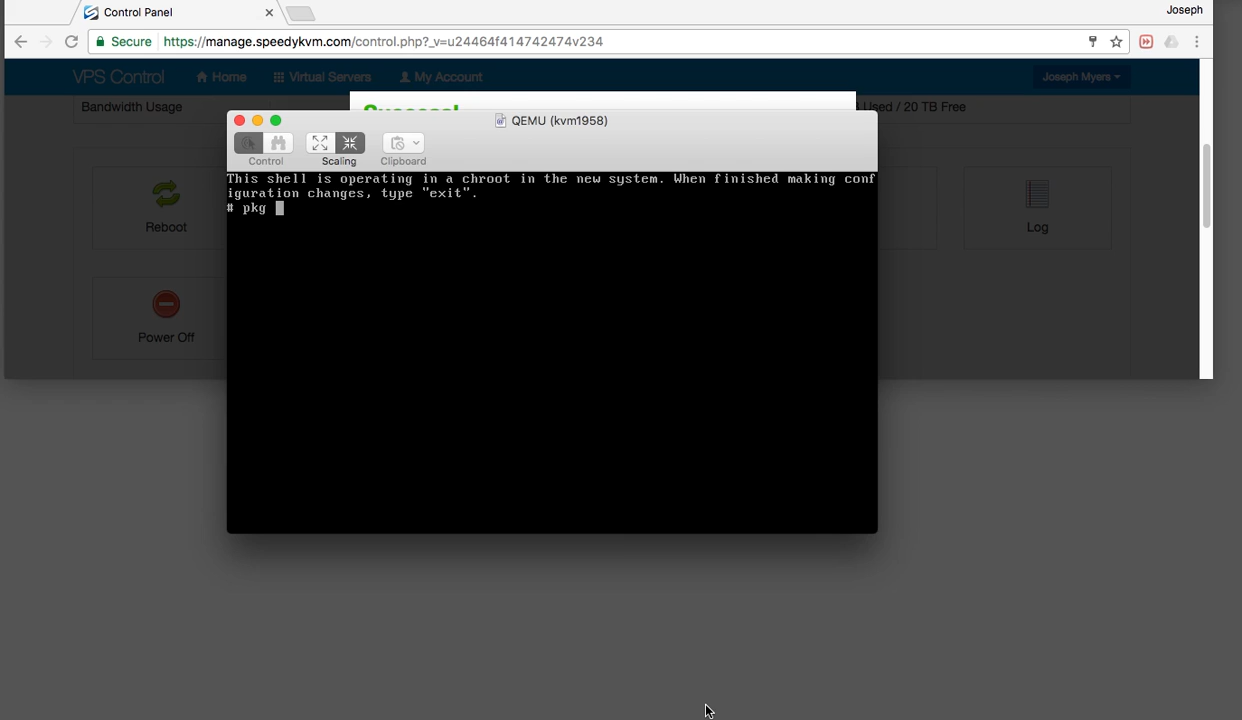 Control Panel
Joseph
Secure https://manage.speedykvm.com/control.php?_v=u24464f414742474v234
VPS Control Home Virtual Servers My Account Joseph Myers
Bandwidth Usage Used / 20 TB Free
QEMU (kvm1958)
Control Scaling Clipboard
This shell is operating in a chroot in the new system. When finished making conf
iguration changes, type "exit".
# pkg
Reboot
Log
Power Off